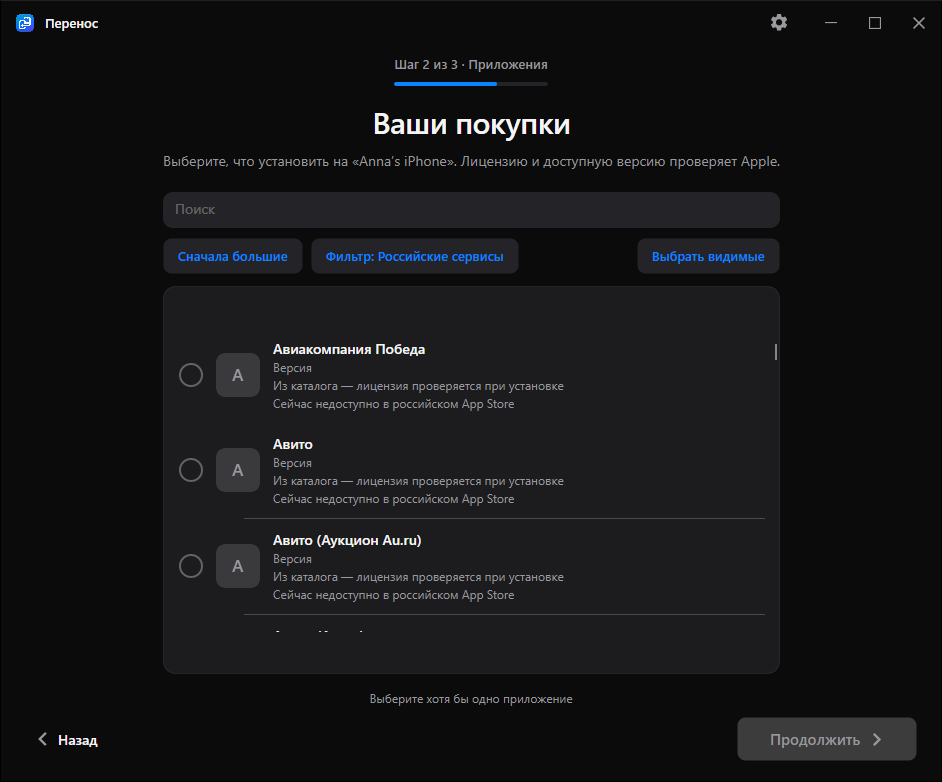 Перенос
Шаг 2 из 3 · Приложения
Ваши покупки
Выберите, что установить на «Anna's iPhone». Лицензию и доступную версию проверяет Apple.
Поиск
Сначала большие
Фильтр: Российские сервисы
Выбрать видимые
А
Авиакомпания Победа
Версия
Из каталога — лицензия проверяется при установке
Сейчас недоступно в российском App Store
А
Авито
Версия
Из каталога — лицензия проверяется при установке
Сейчас недоступно в российском App Store
А
Авито (Аукцион Au.ru)
Версия
Из каталога — лицензия проверяется при установке
Сейчас недоступно в российском App Store
Выберите хотя бы одно приложение
Назад
Продолжить